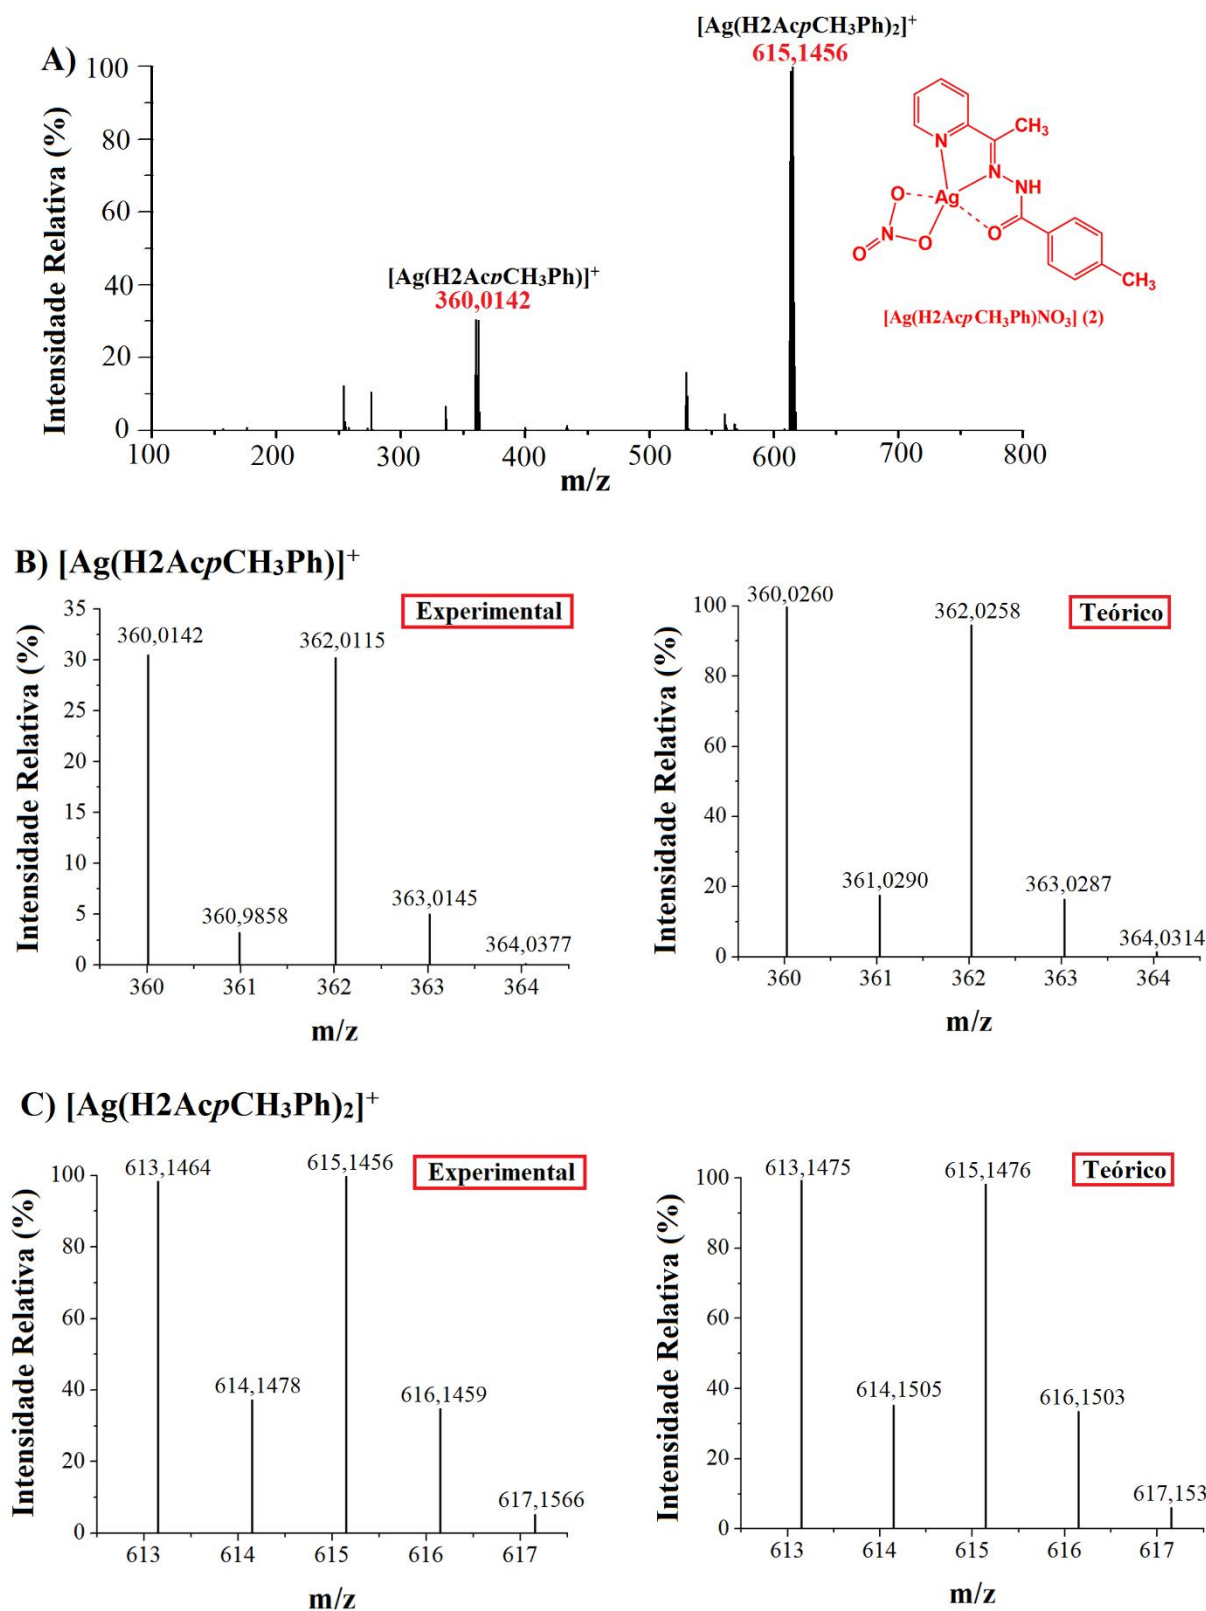 A)
[Ag(H2AcpCH₃Ph)₂]⁺
615,1456
Intensidade Relativa (%)
100
80
60
40
20
0
[Ag(H2AcpCH₃Ph)]⁺
360,0142
100 200 300 400 500 600 700 800
m/z
N
CH₃
N
NH
Ag
O
N
O
O
O
CH₃
[Ag(H2AcpCH₃Ph)NO₃] (2)
B) [Ag(H2AcpCH₃Ph)]⁺
Experimental
Intensidade Relativa (%)
35
30
25
20
15
10
5
0
360,0142
360,9858
362,0115
363,0145
364,0377
360 361 362 363 364
m/z
Teórico
Intensidade Relativa (%)
100
80
60
40
20
0
360,0260
361,0290
362,0258
363,0287
364,0314
360 361 362 363 364
m/z
C) [Ag(H2AcpCH₃Ph)₂]⁺
Experimental
Intensidade Relativa (%)
100
80
60
40
20
0
613,1464
614,1478
615,1456
616,1459
617,1566
613 614 615 616 617
m/z
Teórico
Intensidade Relativa (%)
100
80
60
40
20
0
613,1475
614,1505
615,1476
616,1503
617,153
613 614 615 616 617
m/z